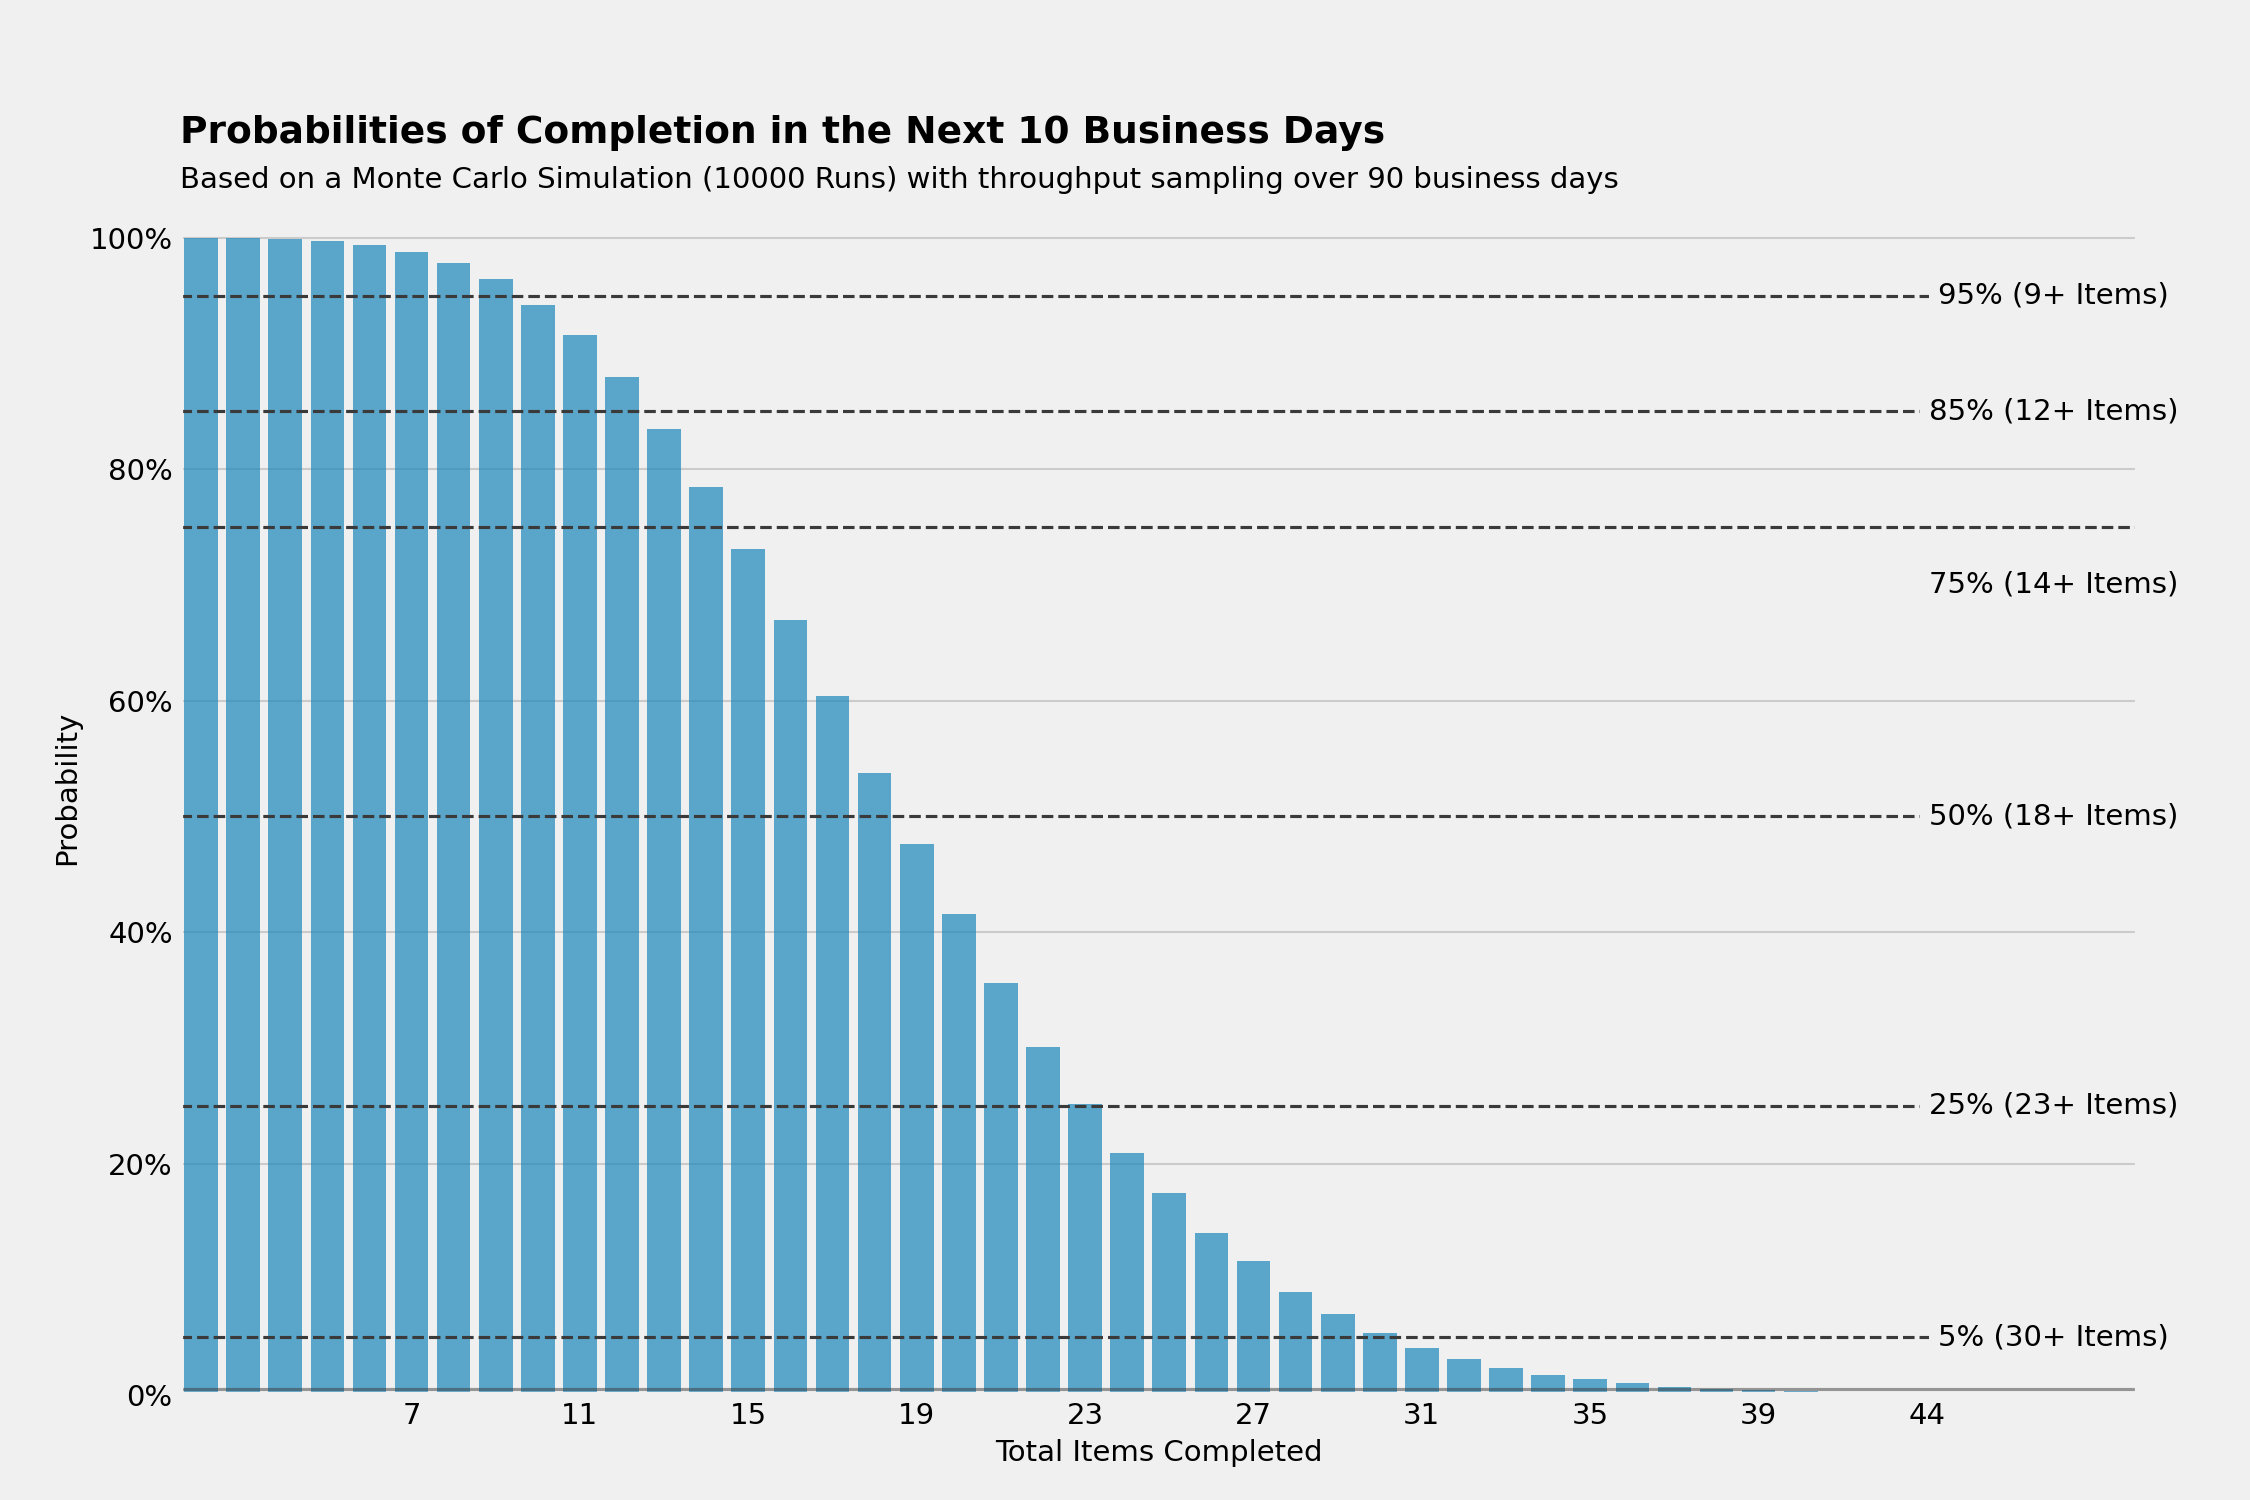 Probabilities of Completion in the Next 10 Business Days
Based on a Monte Carlo Simulation (10000 Runs) with throughput sampling over 90 business days
100%
95% (9+ Items)
85% (12+ Items)
80%
75% (14+ Items)
60%
50% (18+ Items)
Probability
40%
25% (23+ Items)
20%
5% (30+ Items)
0%
7 11 15 19 23 27 31 35 39 44
Total Items Completed